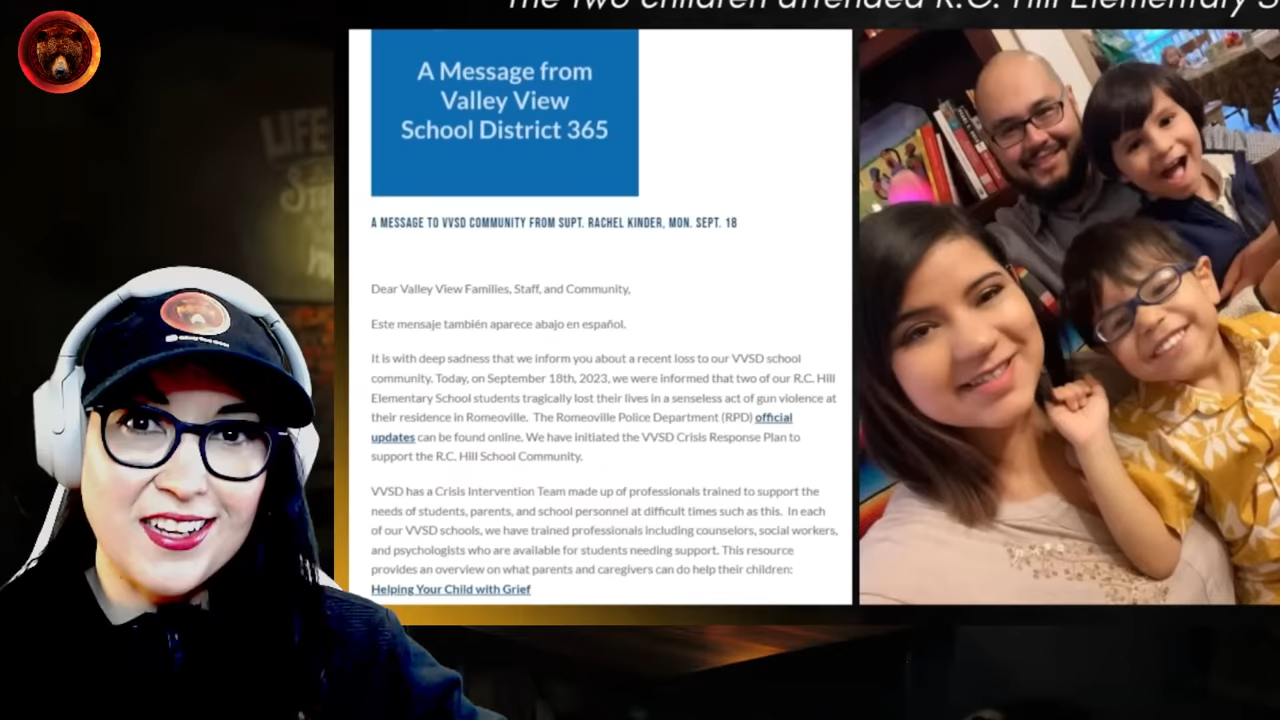 The two children attended R.C. Hill Elementary S
LIFE
A Message from
Valley View
School District 365
A MESSAGE TO VVSD COMMUNITY FROM SUPT. RACHEL KINDER, MON. SEPT. 18
Dear Valley View Families, Staff, and Community,
Este mensaje también aparece abajo en español.
It is with deep sadness that we inform you about a recent loss to our VVSD school
community. Today, on September 18th, 2023, we were informed that two of our R.C. Hill
Elementary School students tragically lost their lives in a senseless act of gun violence at
their residence in Romeoville.  The Romeoville Police Department (RPD) official
updates can be found online. We have initiated the VVSD Crisis Response Plan to
support the R.C. Hill School Community.
VVSD has a Crisis Intervention Team made up of professionals trained to support the
needs of students, parents, and school personnel at difficult times such as this.  In each
of our VVSD schools, we have trained professionals including counselors, social workers,
and psychologists who are available for students needing support. This resource
provides an overview on what parents and caregivers can do help their children:
Helping Your Child with Grief